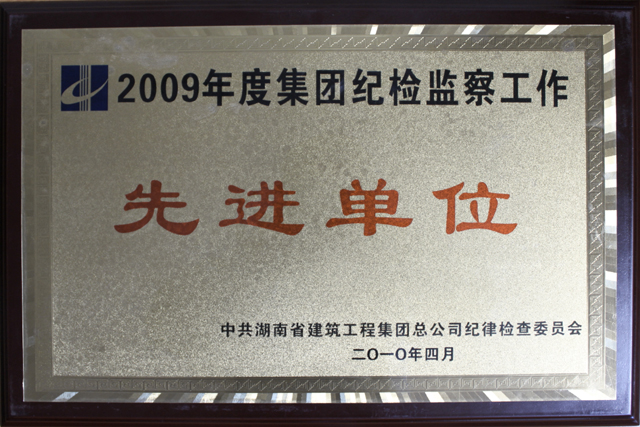 2009年度集团纪检监察工作
先进单位
中共湖南省建筑工程集团总公司纪律检查委员会
二〇一〇年四月